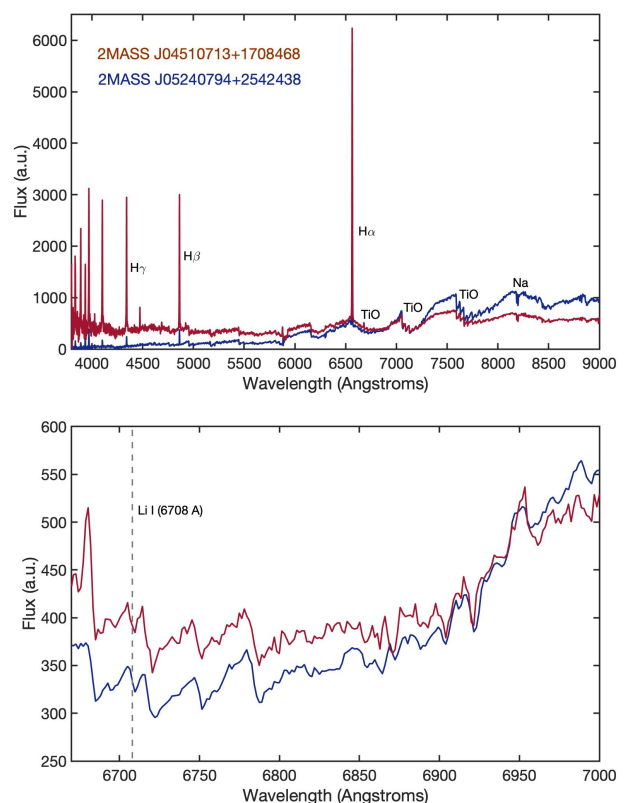 6000
2MASS J04510713+1708468
2MASS J05240794+2542438
5000
4000
Flux (a.u.)
3000
2000
Hα
Hγ
Hβ
1000
TiO
TiO
TiO
Na
0
4000 4500 5000 5500 6000 6500 7000 7500 8000 8500 9000
Wavelength (Angstroms)
600
550
500
Li I (6708 A)
450
Flux (a.u.)
400
350
300
250
6700 6750 6800 6850 6900 6950 7000
Wavelength (Angstroms)